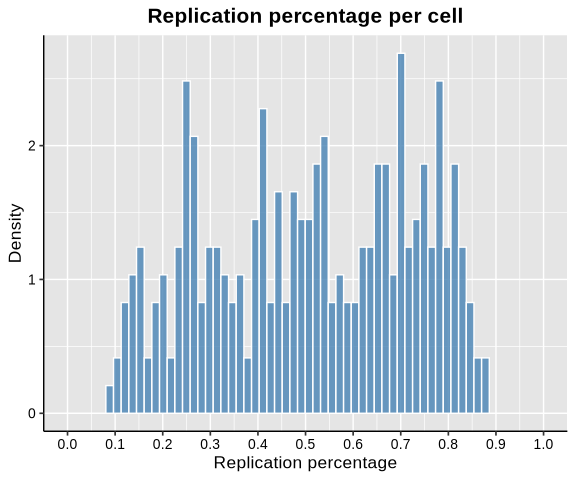 Replication percentage per cell
Density
2
1
0
0.0 0.1 0.2 0.3 0.4 0.5 0.6 0.7 0.8 0.9 1.0
Replication percentage